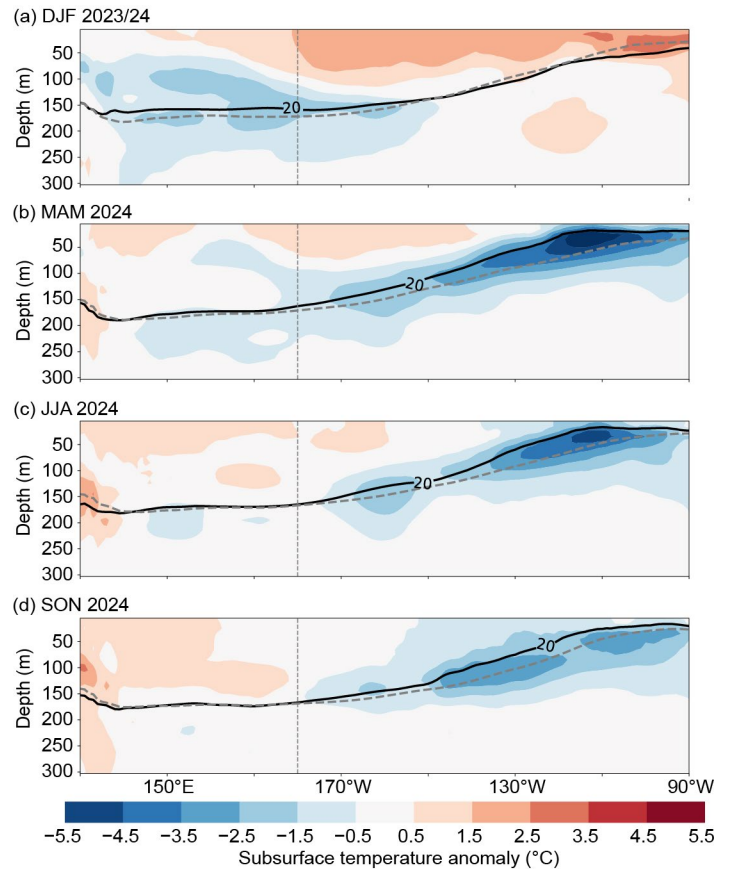 (a) DJF 2023/24
50
100
150
200
250
300
Depth (m)
20
(b) MAM 2024
50
100
150
200
250
300
Depth (m)
20
(c) JJA 2024
50
100
150
200
250
300
Depth (m)
20
(d) SON 2024
50
100
150
200
250
300
Depth (m)
20
150°E 170°W 130°W 90°W
−5.5 −4.5 −3.5 −2.5 −1.5 −0.5 0.5 1.5 2.5 3.5 4.5 5.5
Subsurface temperature anomaly (°C)